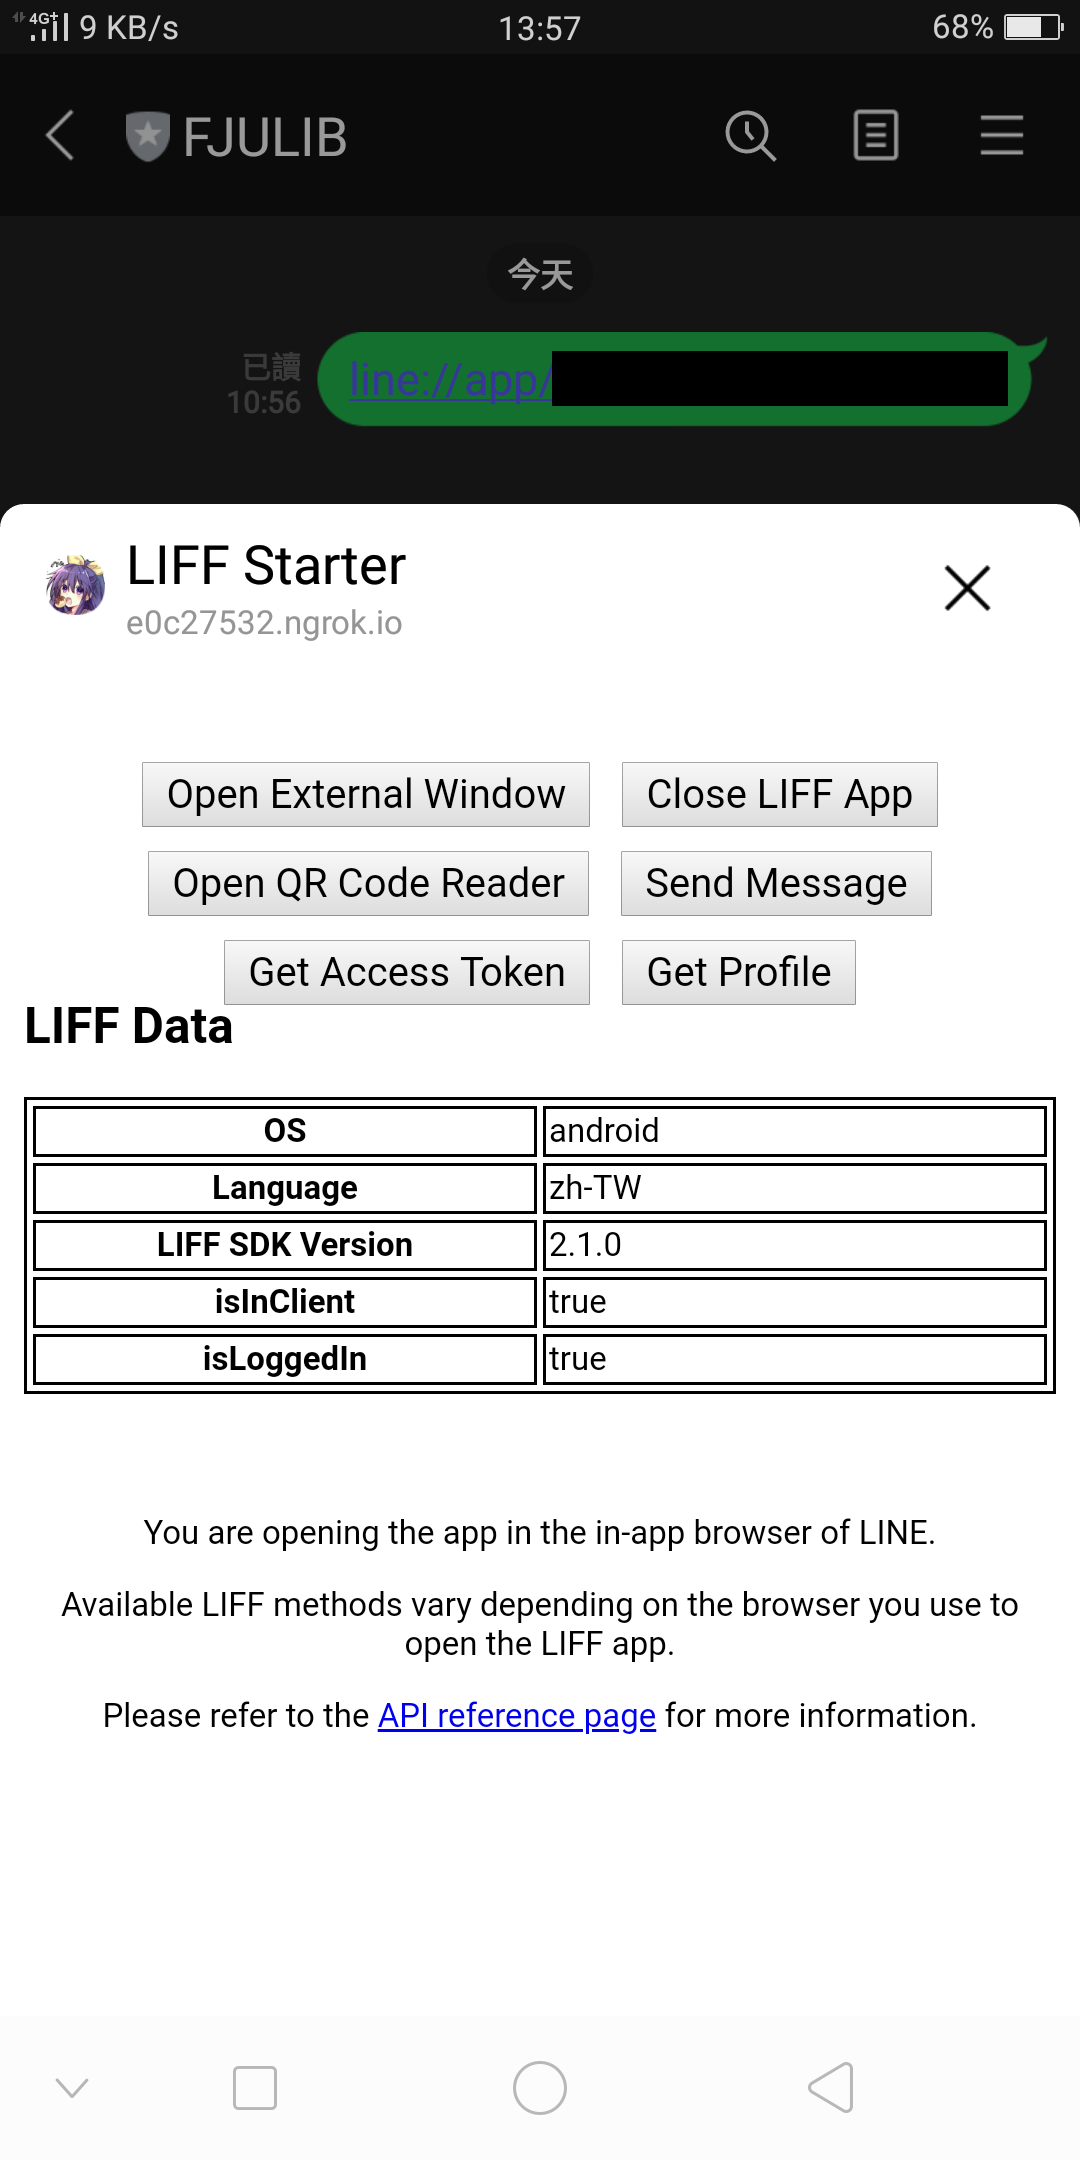 4G+ 9 KB/s 13:57 68%
FJULIB
今天
已讀
10:56
line://app/
LIFF Starter
e0c27532.ngrok.io
Open External Window Close LIFF App
Open QR Code Reader Send Message
Get Access Token Get Profile
LIFF Data
OS android
Language zh-TW
LIFF SDK Version 2.1.0
isInClient true
isLoggedIn true
You are opening the app in the in-app browser of LINE.
Available LIFF methods vary depending on the browser you use to
open the LIFF app.
Please refer to the API reference page for more information.